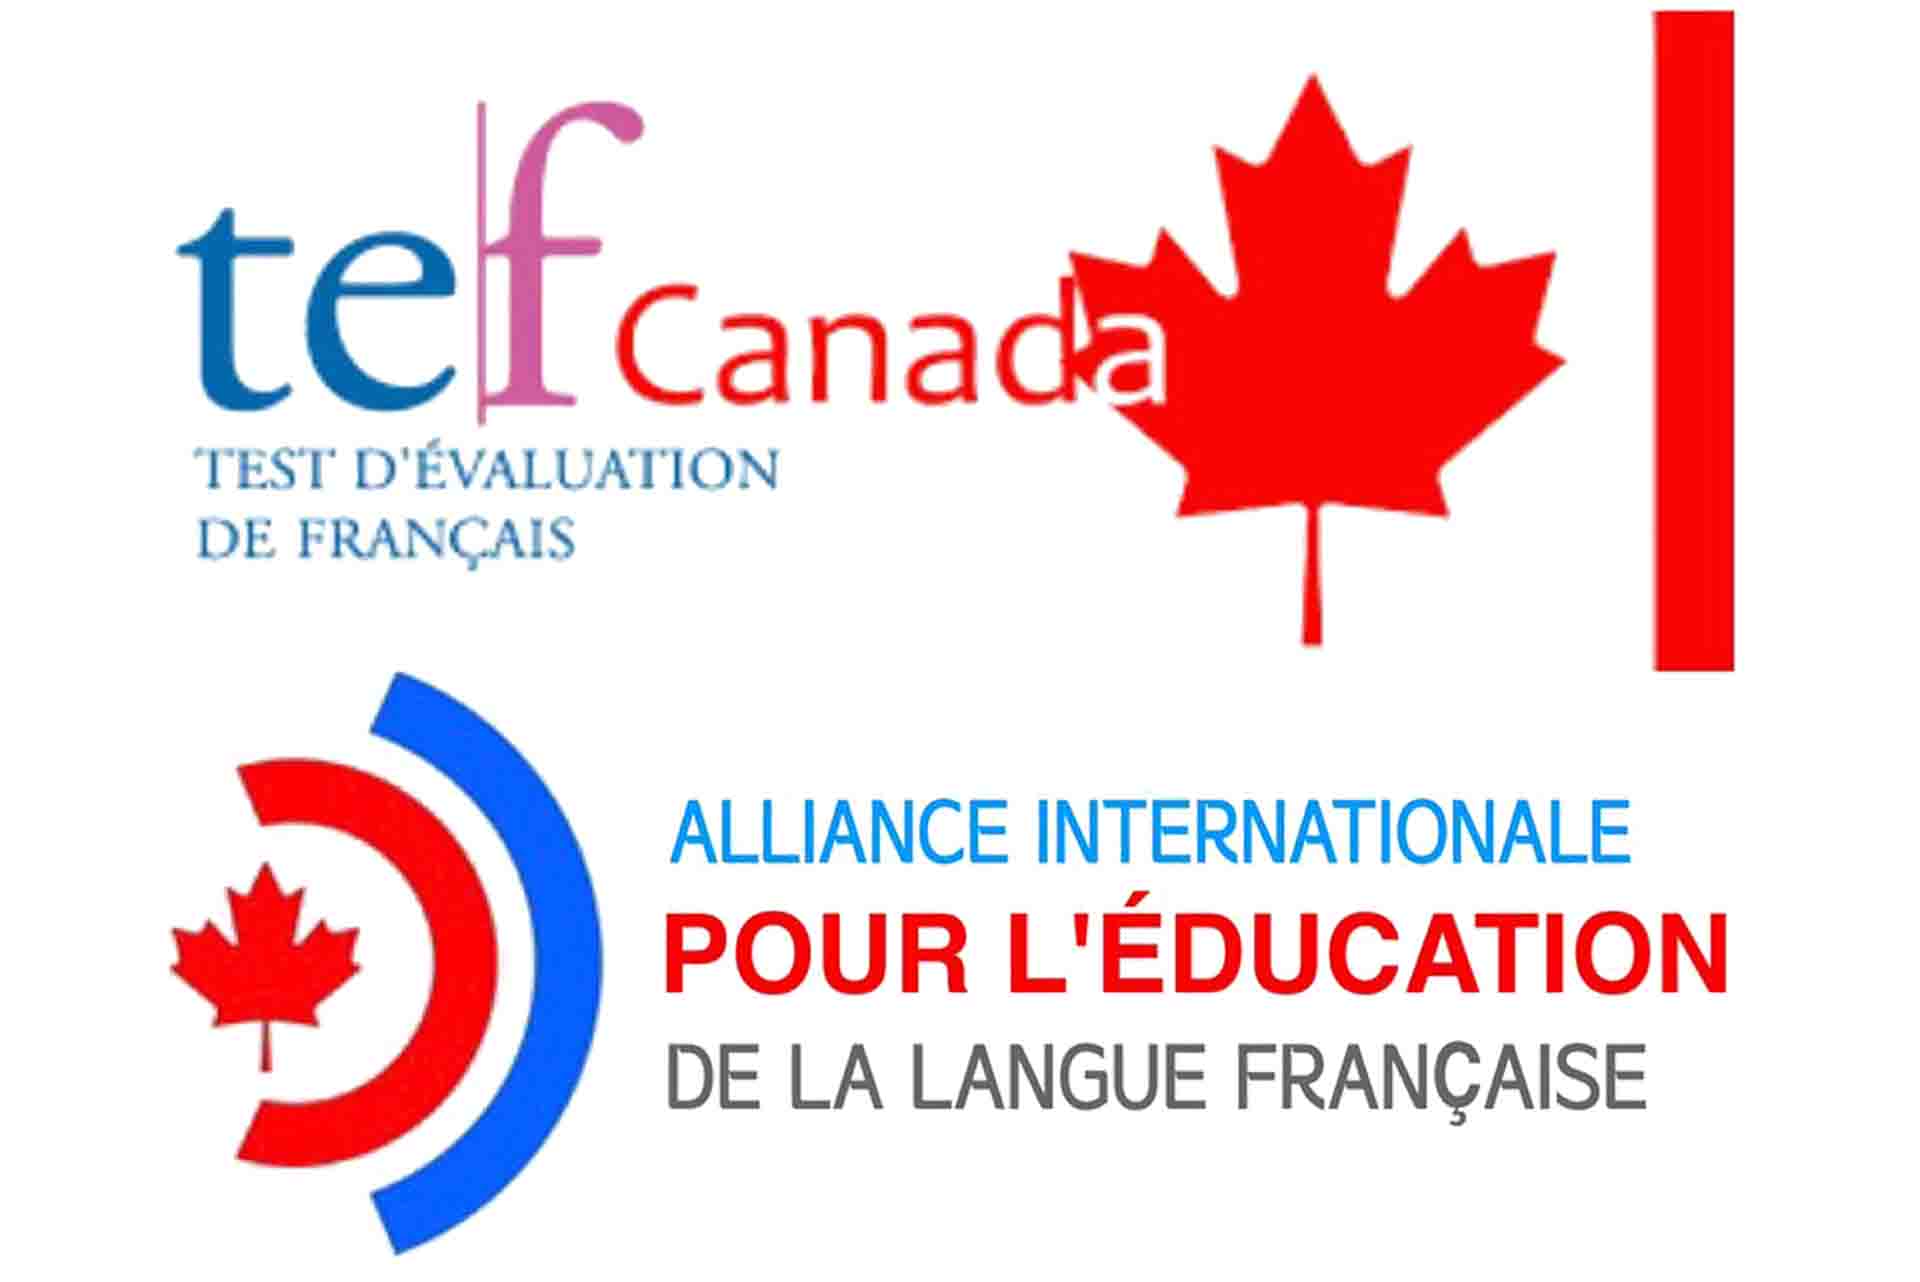 tef Canada
TEST D'ÉVALUATION
DE FRANÇAIS
ALLIANCE INTERNATIONALE
POUR L'ÉDUCATION
DE LA LANGUE FRANÇAISE